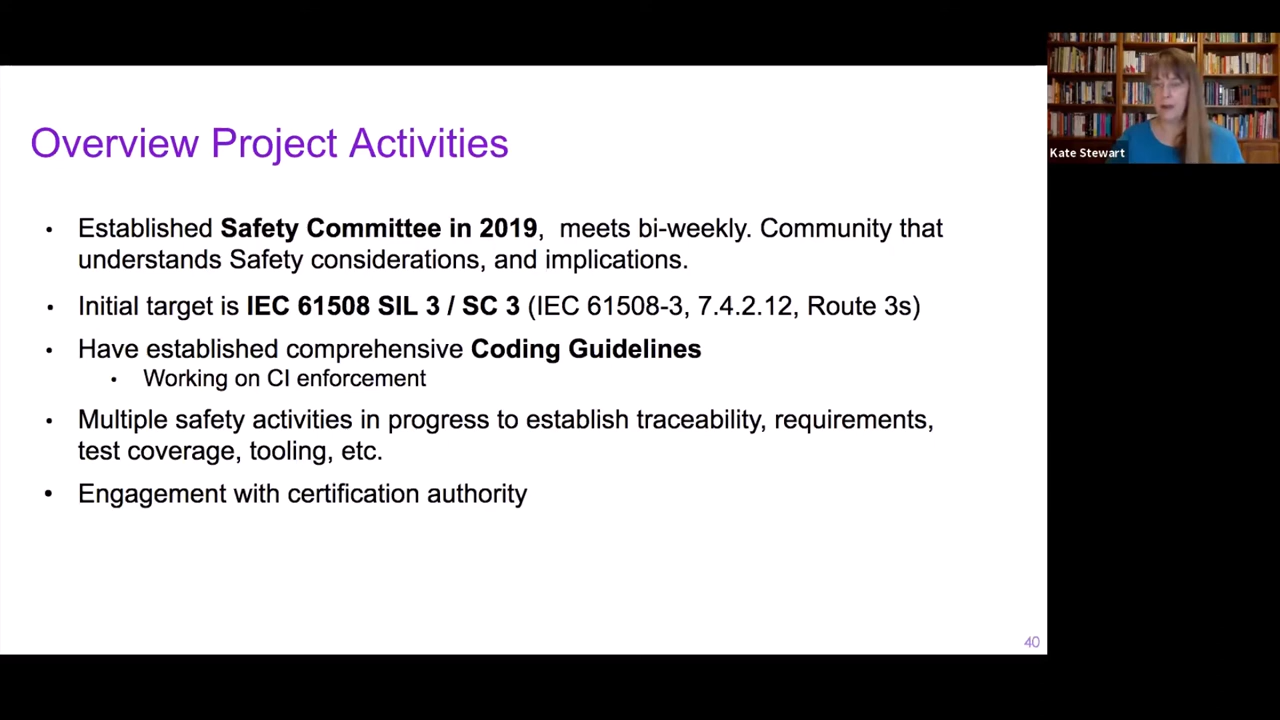 Overview Project Activities
Kate Stewart
• Established Safety Committee in 2019,  meets bi-weekly. Community that
understands Safety considerations, and implications.
• Initial target is IEC 61508 SIL 3 / SC 3 (IEC 61508-3, 7.4.2.12, Route 3s)
• Have established comprehensive Coding Guidelines
• Working on CI enforcement
• Multiple safety activities in progress to establish traceability, requirements,
test coverage, tooling, etc.
• Engagement with certification authority
40